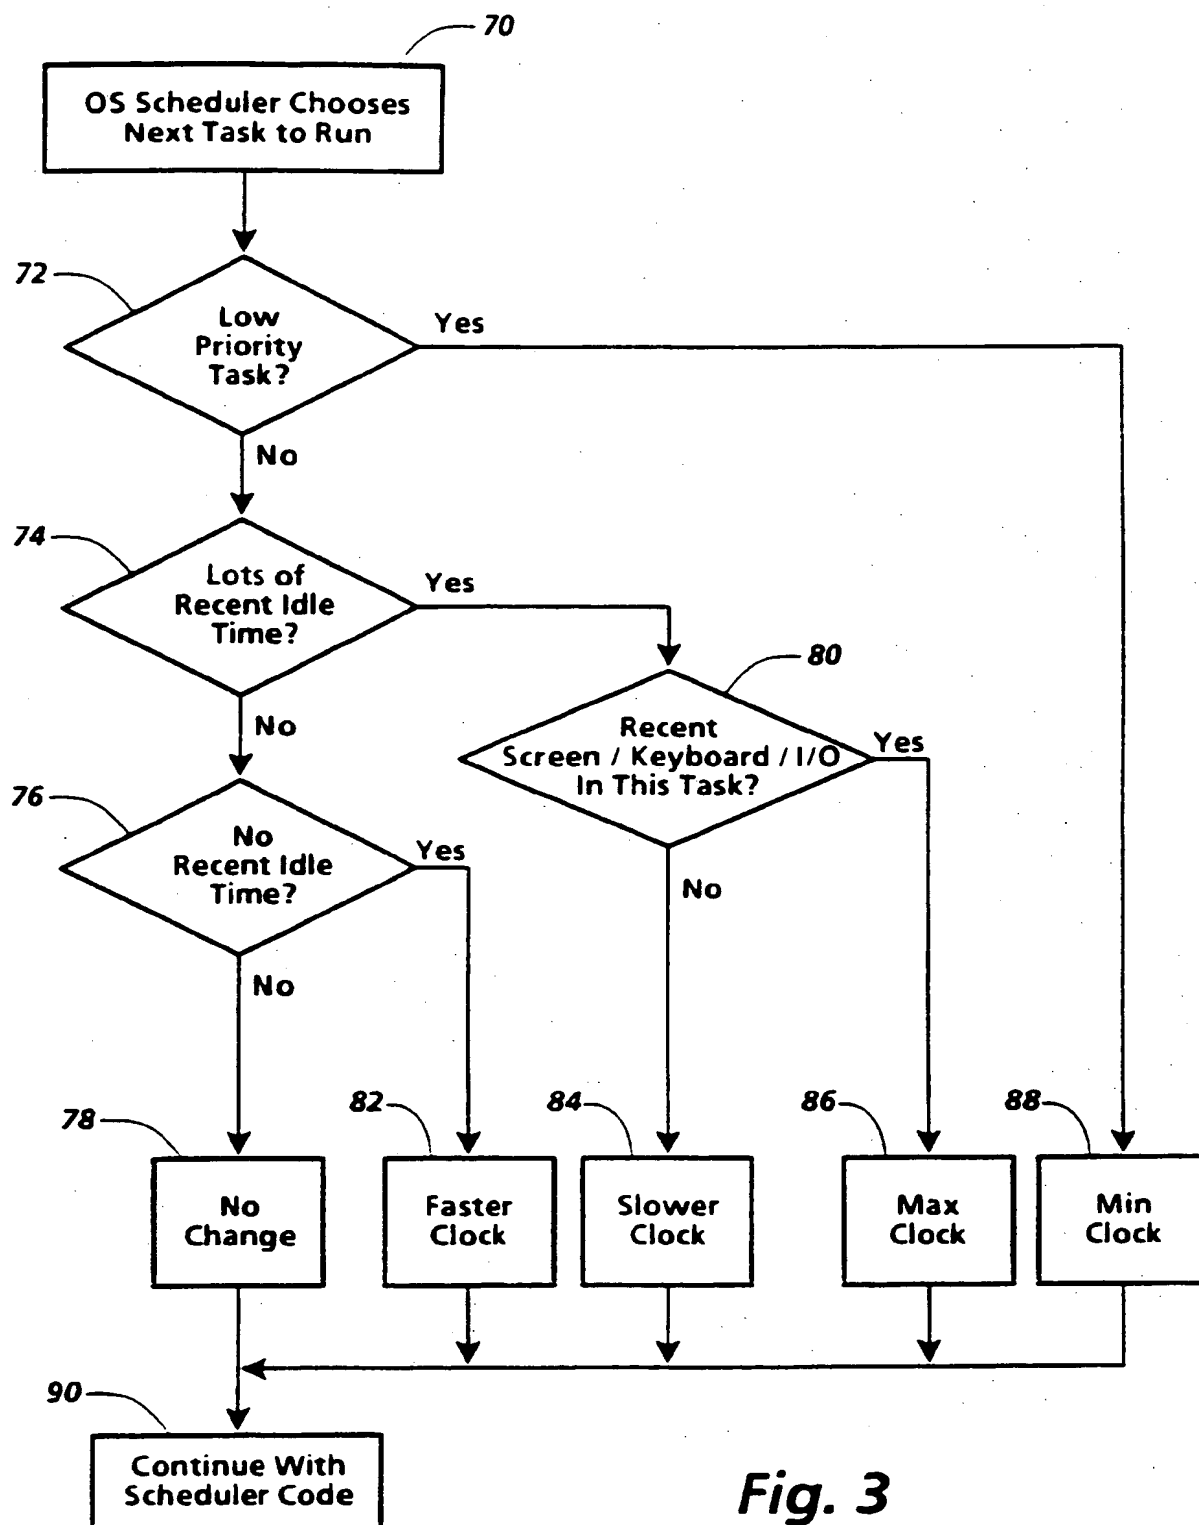 70
OS Scheduler Chooses
Next Task to Run
72
Low
Priority
Task?
Yes
No
74
Lots of
Recent Idle
Time?
Yes
No
80
Recent
Screen / Keyboard / I/O
In This Task?
Yes
No
76
No
Recent Idle
Time?
Yes
No
78
No
Change
82
Faster
Clock
84
Slower
Clock
86
Max
Clock
88
Min
Clock
90
Continue With
Scheduler Code
Fig. 3